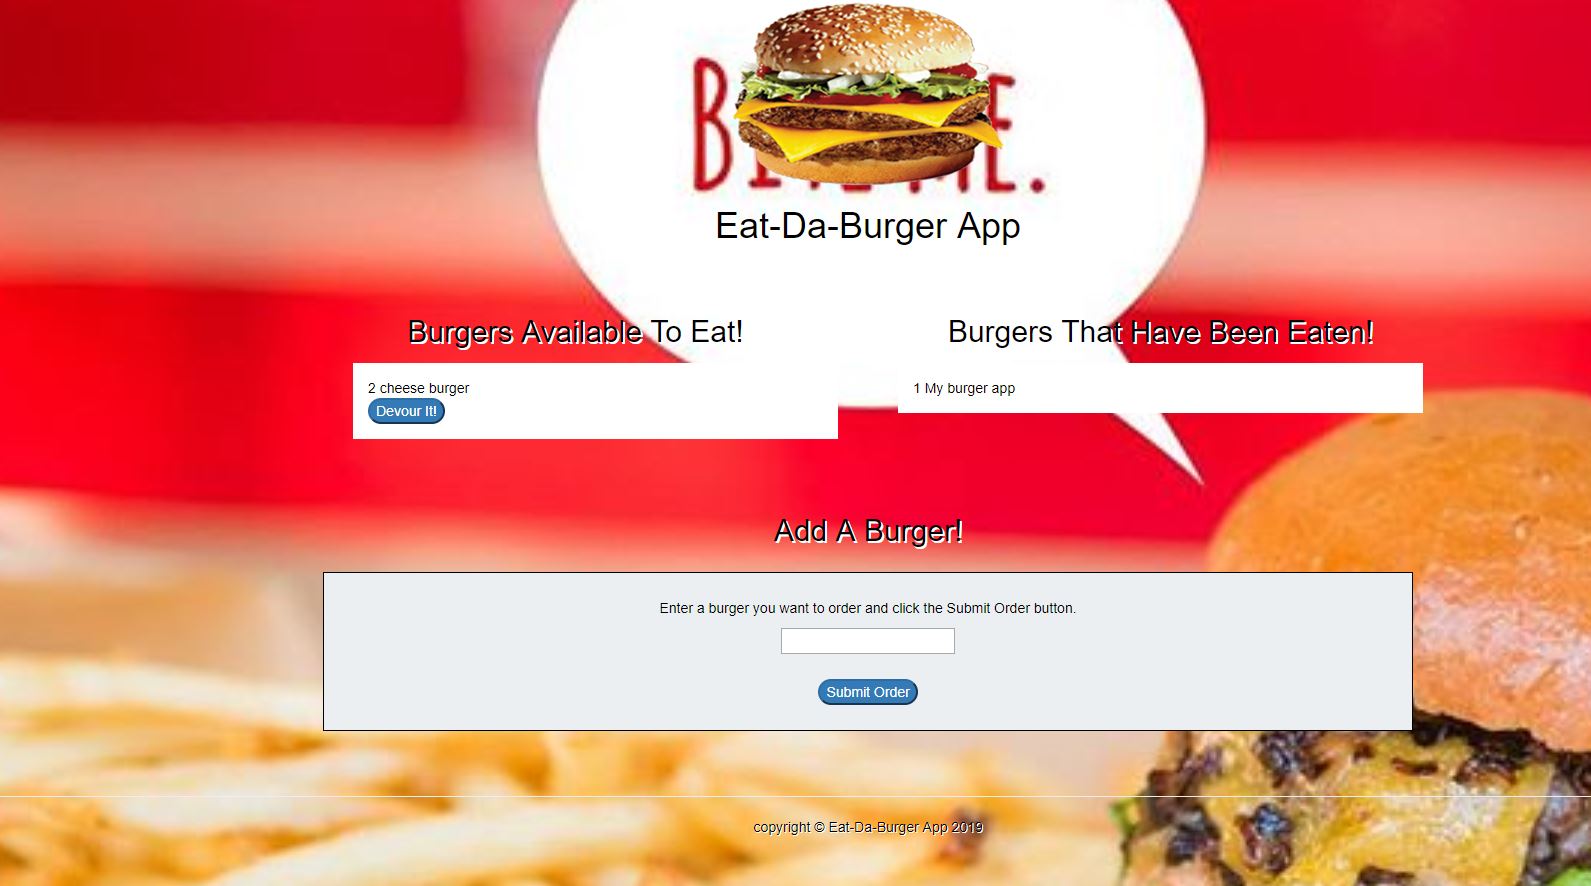 Eat-Da-Burger App
Burgers Available To Eat!
2 cheese burger
Devour It!
Burgers That Have Been Eaten!
1 My burger app
Add A Burger!
Enter a burger you want to order and click the Submit Order button.
Submit Order
copyright © Eat-Da-Burger App 2019